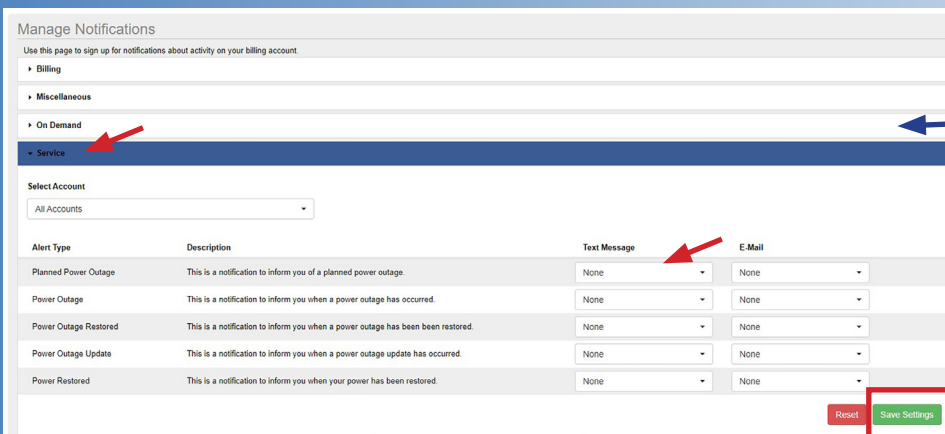 Manage Notifications
Use this page to sign up for notifications about activity on your billing account.
Billing
Miscellaneous
On Demand
Service
Select Account
All Accounts
Alert Type Description Text Message E-Mail
Planned Power Outage This is a notification to inform you of a planned power outage. None None
Power Outage This is a notification to inform you when a power outage has occurred. None None
Power Outage Restored This is a notification to inform you when a power outage has been been restored. None None
Power Outage Update This is a notification to inform you when a power outage update has occurred. None None
Power Restored This is a notification to inform you when your power has been restored. None None
Reset Save Settings